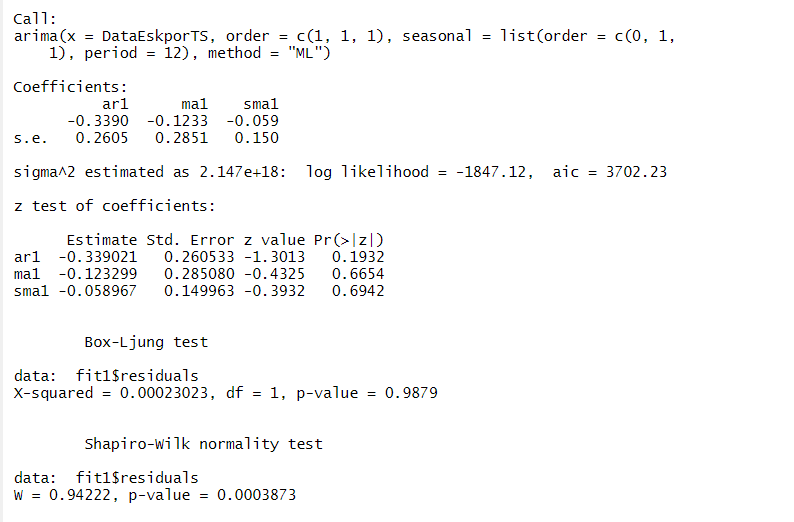 Call:
arima(x = DataEskporTS, order = c(1, 1, 1), seasonal = list(order = c(0, 1,
    1), period = 12), method = "ML")

Coefficients:
          ar1      ma1    sma1
      -0.3390  -0.1233  -0.059
s.e.   0.2605   0.2851   0.150

sigma^2 estimated as 2.147e+18:  log likelihood = -1847.12,  aic = 3702.23

z test of coefficients:

      Estimate Std. Error z value Pr(>|z|)
ar1  -0.339021   0.260533 -1.3013   0.1932
ma1  -0.123299   0.285080 -0.4325   0.6654
sma1 -0.058967   0.149963 -0.3932   0.6942

        Box-Ljung test

data:  fit1$residuals
X-squared = 0.00023023, df = 1, p-value = 0.9879

        Shapiro-Wilk normality test

data:  fit1$residuals
W = 0.94222, p-value = 0.0003873